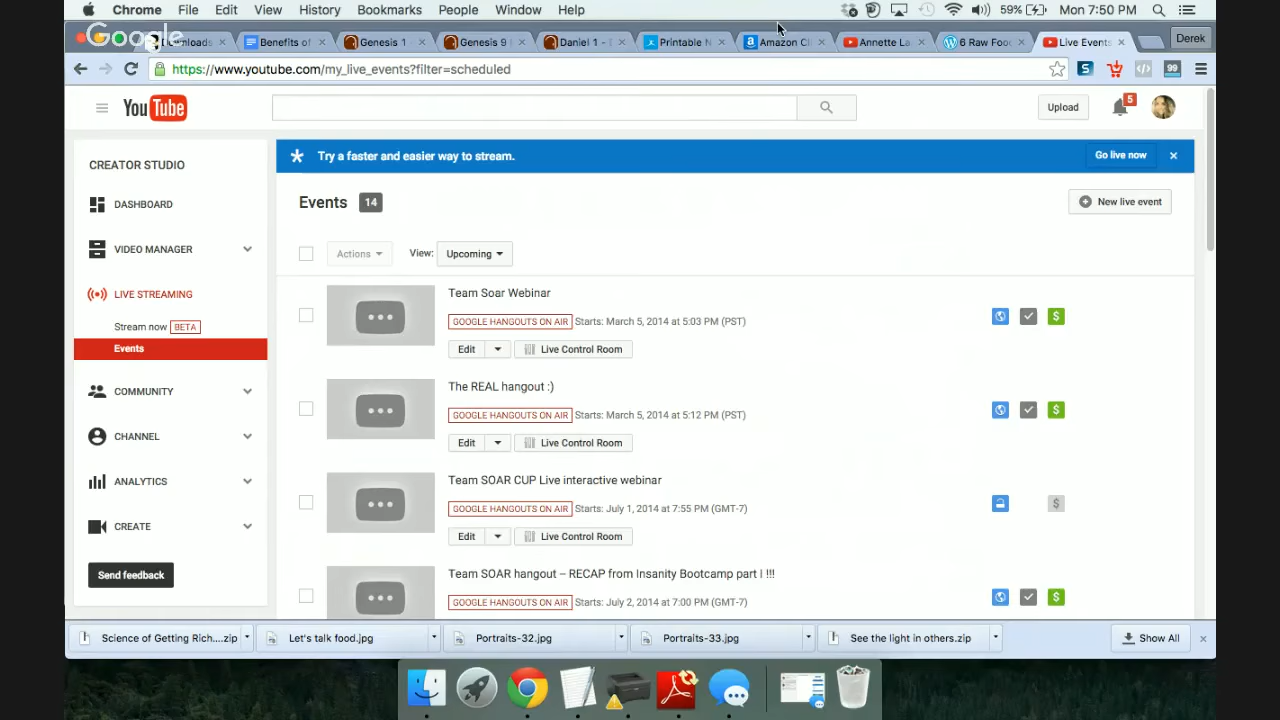 Chrome File Edit View History Bookmarks People Window Help 59% Mon 7:50 PM
Google
Downloads Benefits of Genesis 1 Genesis 9 Daniel 1 - Printable N Amazon Cl Annette La 6 Raw Foo Live Events Derek
https://www.youtube.com/my_live_events?filter=scheduled 99
YouTube Upload 5
CREATOR STUDIO
DASHBOARD
VIDEO MANAGER
LIVE STREAMING
Stream now BETA
Events
COMMUNITY
CHANNEL
ANALYTICS
CREATE
Send feedback
Try a faster and easier way to stream. Go live now
Events 14 New live event
Actions View: Upcoming
Team Soar Webinar
GOOGLE HANGOUTS ON AIR Starts: March 5, 2014 at 5:03 PM (PST)
Edit Live Control Room
The REAL hangout :)
GOOGLE HANGOUTS ON AIR Starts: March 5, 2014 at 5:12 PM (PST)
Edit Live Control Room
Team SOAR CUP Live interactive webinar
GOOGLE HANGOUTS ON AIR Starts: July 1, 2014 at 7:55 PM (GMT-7)
Edit Live Control Room
Team SOAR hangout – RECAP from Insanity Bootcamp part I !!!
GOOGLE HANGOUTS ON AIR Starts: July 2, 2014 at 7:00 PM (GMT-7)
Science of Getting Rich....zip Let's talk food.jpg Portraits-32.jpg Portraits-33.jpg See the light in others.zip Show All